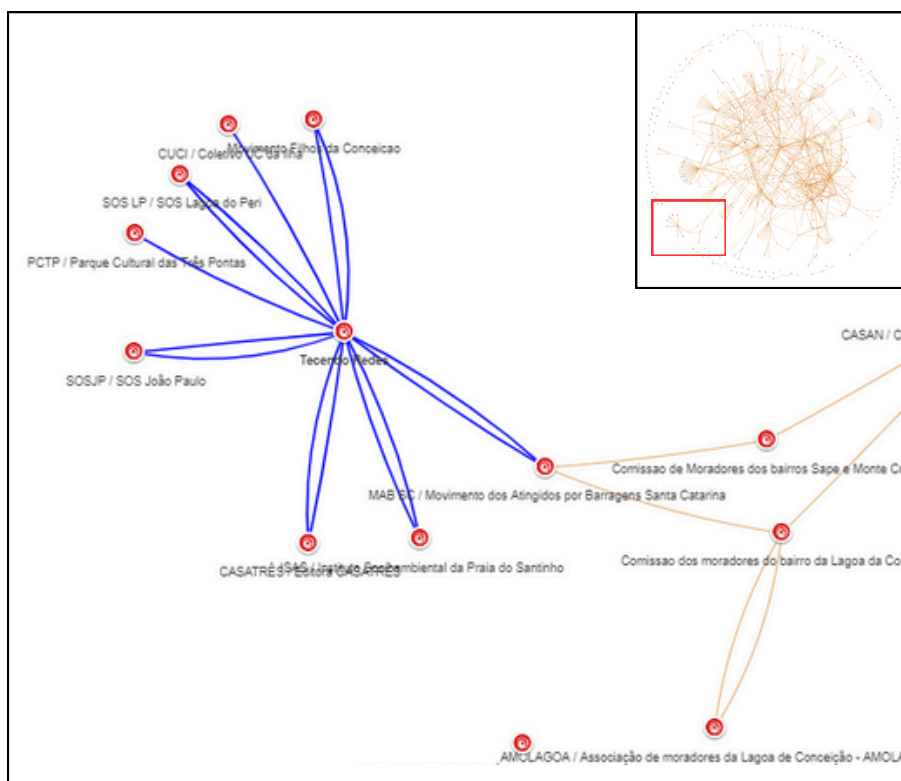 Movimento Filhos da Conceicao
CUCI / Coletivo UC da Ilha
SOS LP / SOS Lagoa do Peri
PCTP / Parque Cultural das Três Pontas
CASAN / C
Tecendo Redes
SOSJP / SOS João Paulo
Comissao de Moradores dos bairros Sape e Monte C
MAB SC / Movimento dos Atingidos por Barragens Santa Catarina
Comissao dos moradores do bairro da Lagoa da Co
ISAS / Instituto Socioambiental da Praia do Santinho
CASATRES / Editora CASATRES
AMOLAGOA / Associação de moradores da Lagoa de Conceição - AMOLA